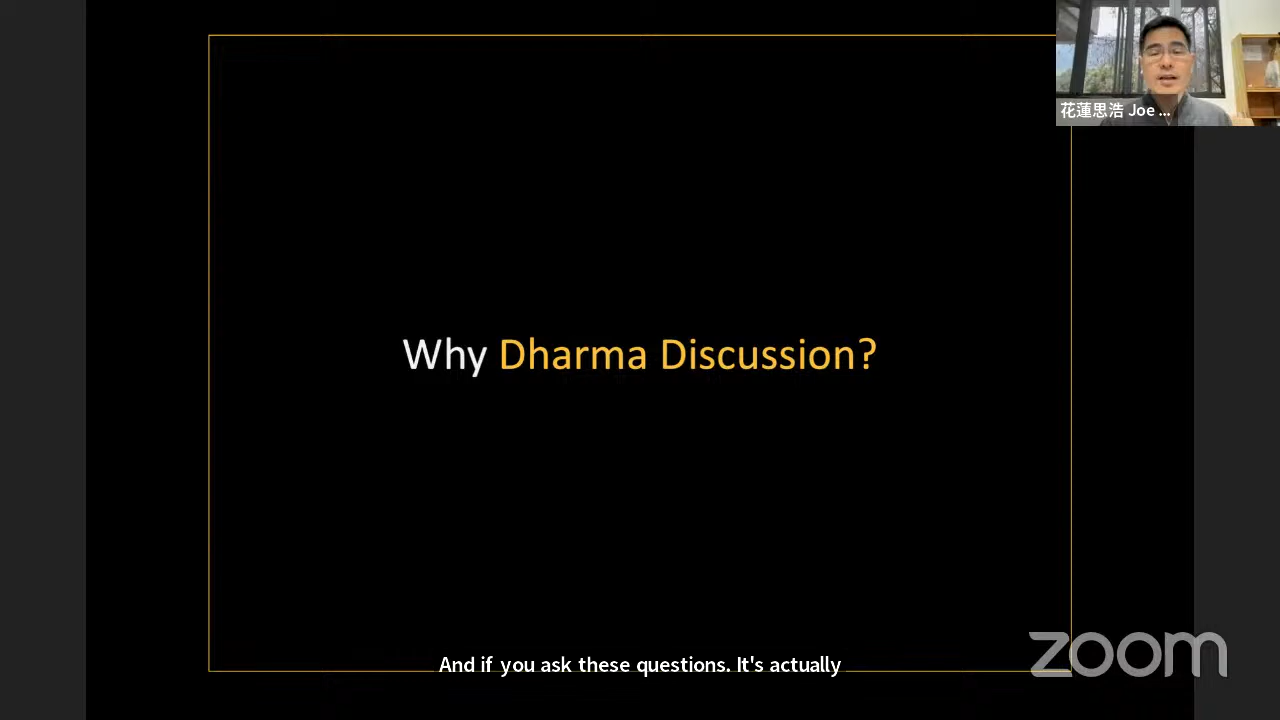 花蓮思浩 Joe ...
Why Dharma Discussion?
And if you ask these questions. It's actually
zoom